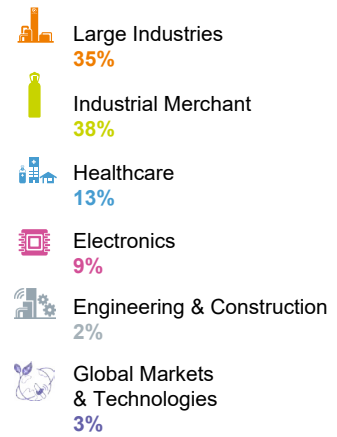 Large Industries
35%
Industrial Merchant
38%
Healthcare
13%
Electronics
9%
Engineering & Construction
2%
Global Markets
& Technologies
3%